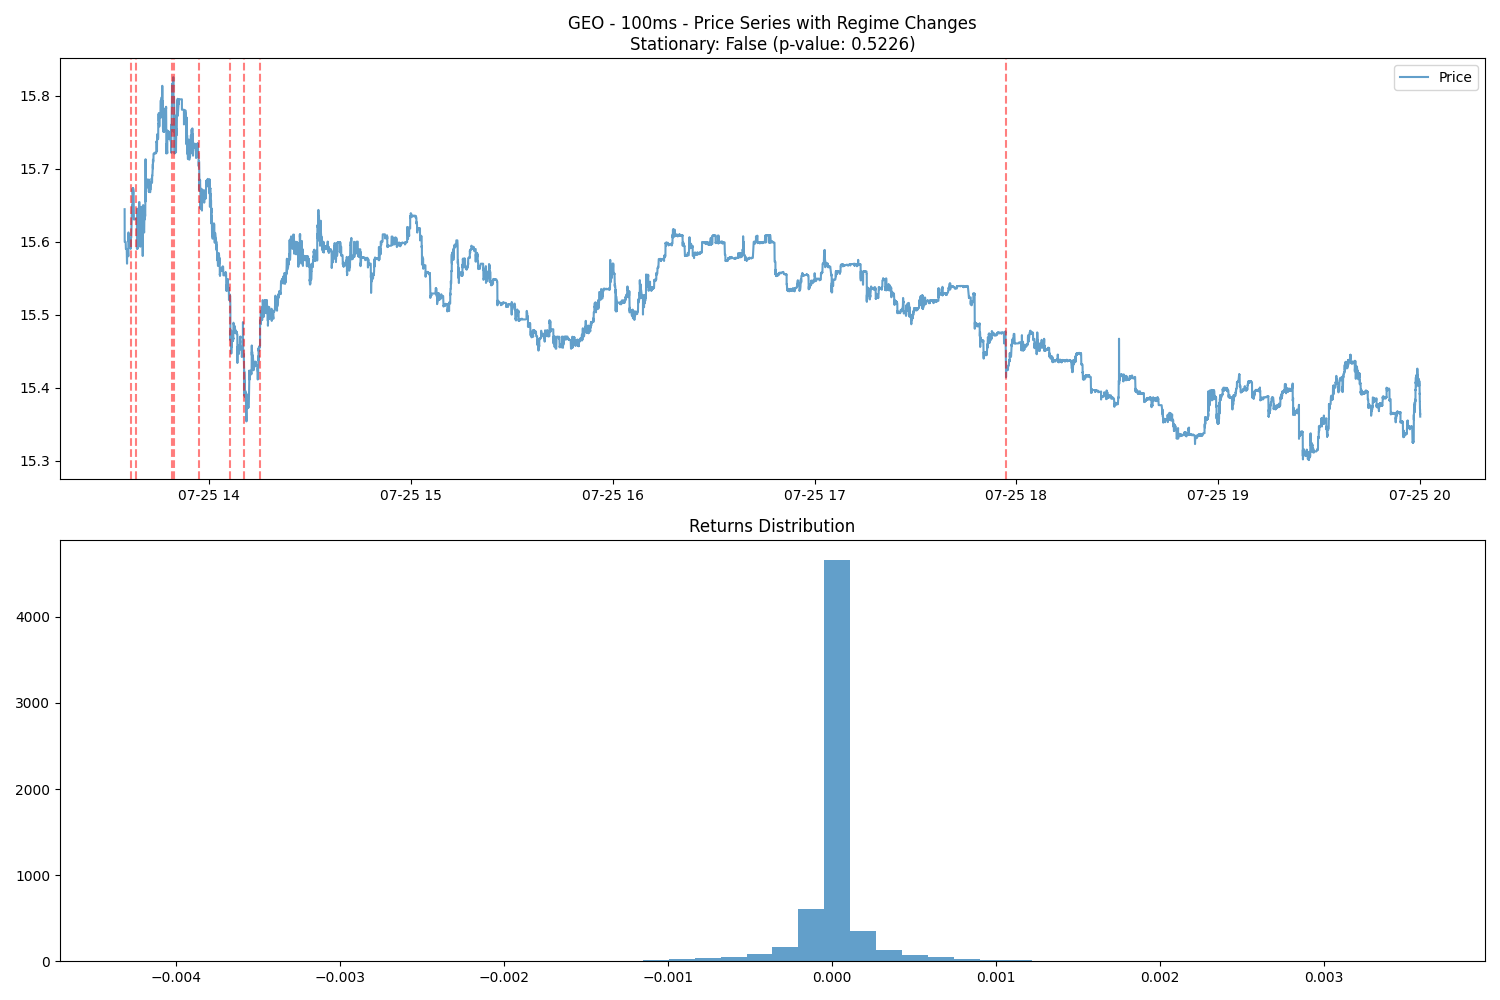 GEO - 100ms - Price Series with Regime Changes
Stationary: False (p-value: 0.5226)
Price
15.8
15.7
15.6
15.5
15.4
15.3
07-25 14 07-25 15 07-25 16 07-25 17 07-25 18 07-25 19 07-25 20
Returns Distribution
4000
3000
2000
1000
0
−0.004 −0.003 −0.002 −0.001 0.000 0.001 0.002 0.003